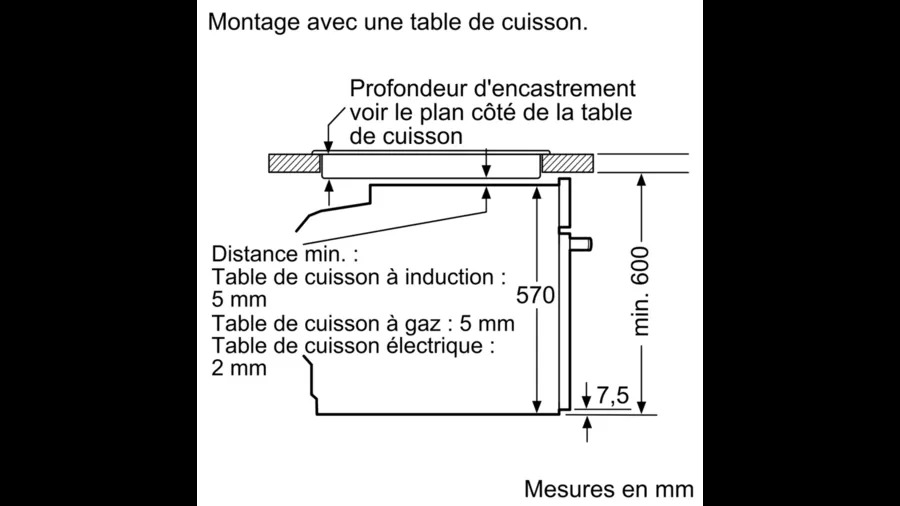 Montage avec une table de cuisson.
Profondeur d'encastrement
voir le plan côté de la table
de cuisson
Distance min. :
Table de cuisson à induction :
5 mm
Table de cuisson à gaz : 5 mm
Table de cuisson électrique :
2 mm
570
min. 600
7,5
Mesures en mm